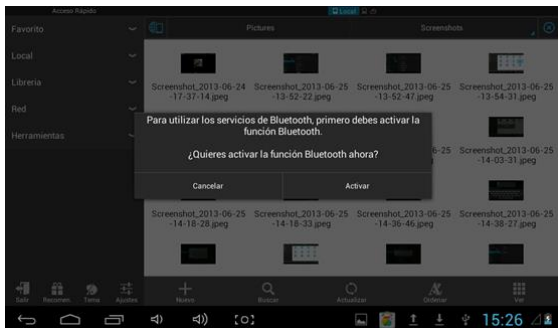 Acceso Rápido
Local
Favorito
Local
Librería
Red
Herramientas
Pictures
Screenshots
Screenshot_2013-06-24
-17-37-14.jpeg
Screenshot_2013-06-25
-13-52-22.jpeg
Screenshot_2013-06-25
-13-52-47.jpeg
Screenshot_2013-06-25
-13-54-31.jpeg
-14-03-31.jpeg
Para utilizar los servicios de Bluetooth, primero debes activar la
función Bluetooth.
¿Quieres activar la función Bluetooth ahora?
Cancelar
Activar
Screenshot_2013-06-25
-14-18-28.jpeg
Screenshot_2013-06-25
-14-18-33.jpeg
Screenshot_2013-06-25
-14-36-46.jpeg
Screenshot_2013-06-25
-14-38-27.jpeg
Salir
Recomen.
Tema
Ajustes
Nuevo
Buscar
Actualizar
Ordenar
Ver
15:26